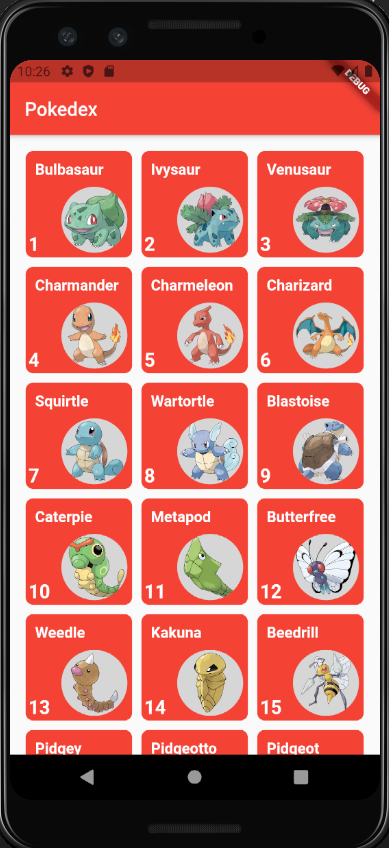 10:26
DEBUG
Pokedex
Bulbasaur Ivysaur Venusaur
1 2 3
Charmander Charmeleon Charizard
4 5 6
Squirtle Wartortle Blastoise
7 8 9
Caterpie Metapod Butterfree
10 11 12
Weedle Kakuna Beedrill
13 14 15
Pidgey Pidgeotto Pidgeot